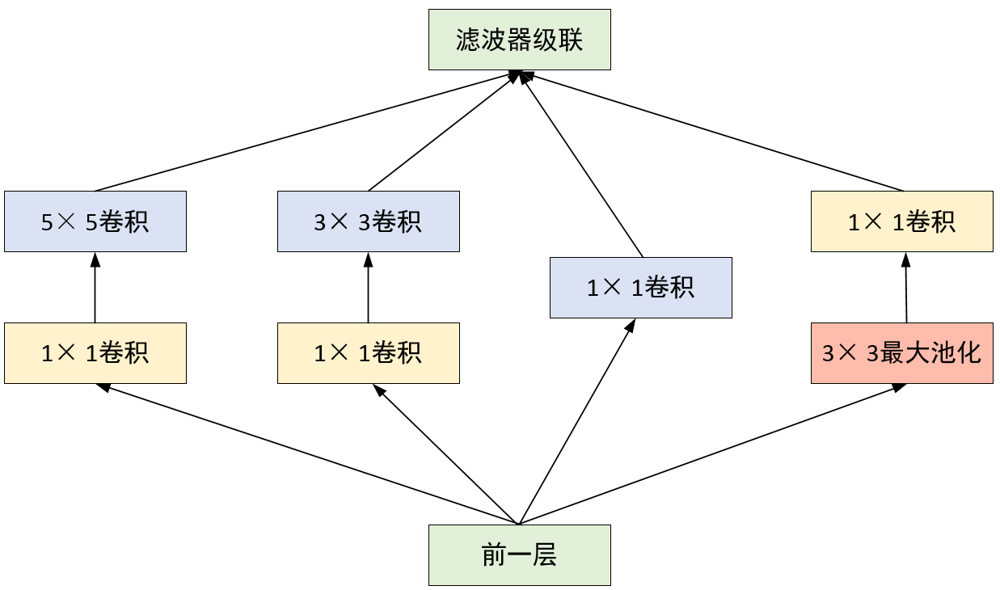 滤波器级联
5× 5卷积
3× 3卷积
1× 1卷积
1× 1卷积
1× 1卷积
1× 1卷积
3× 3最大池化
前一层